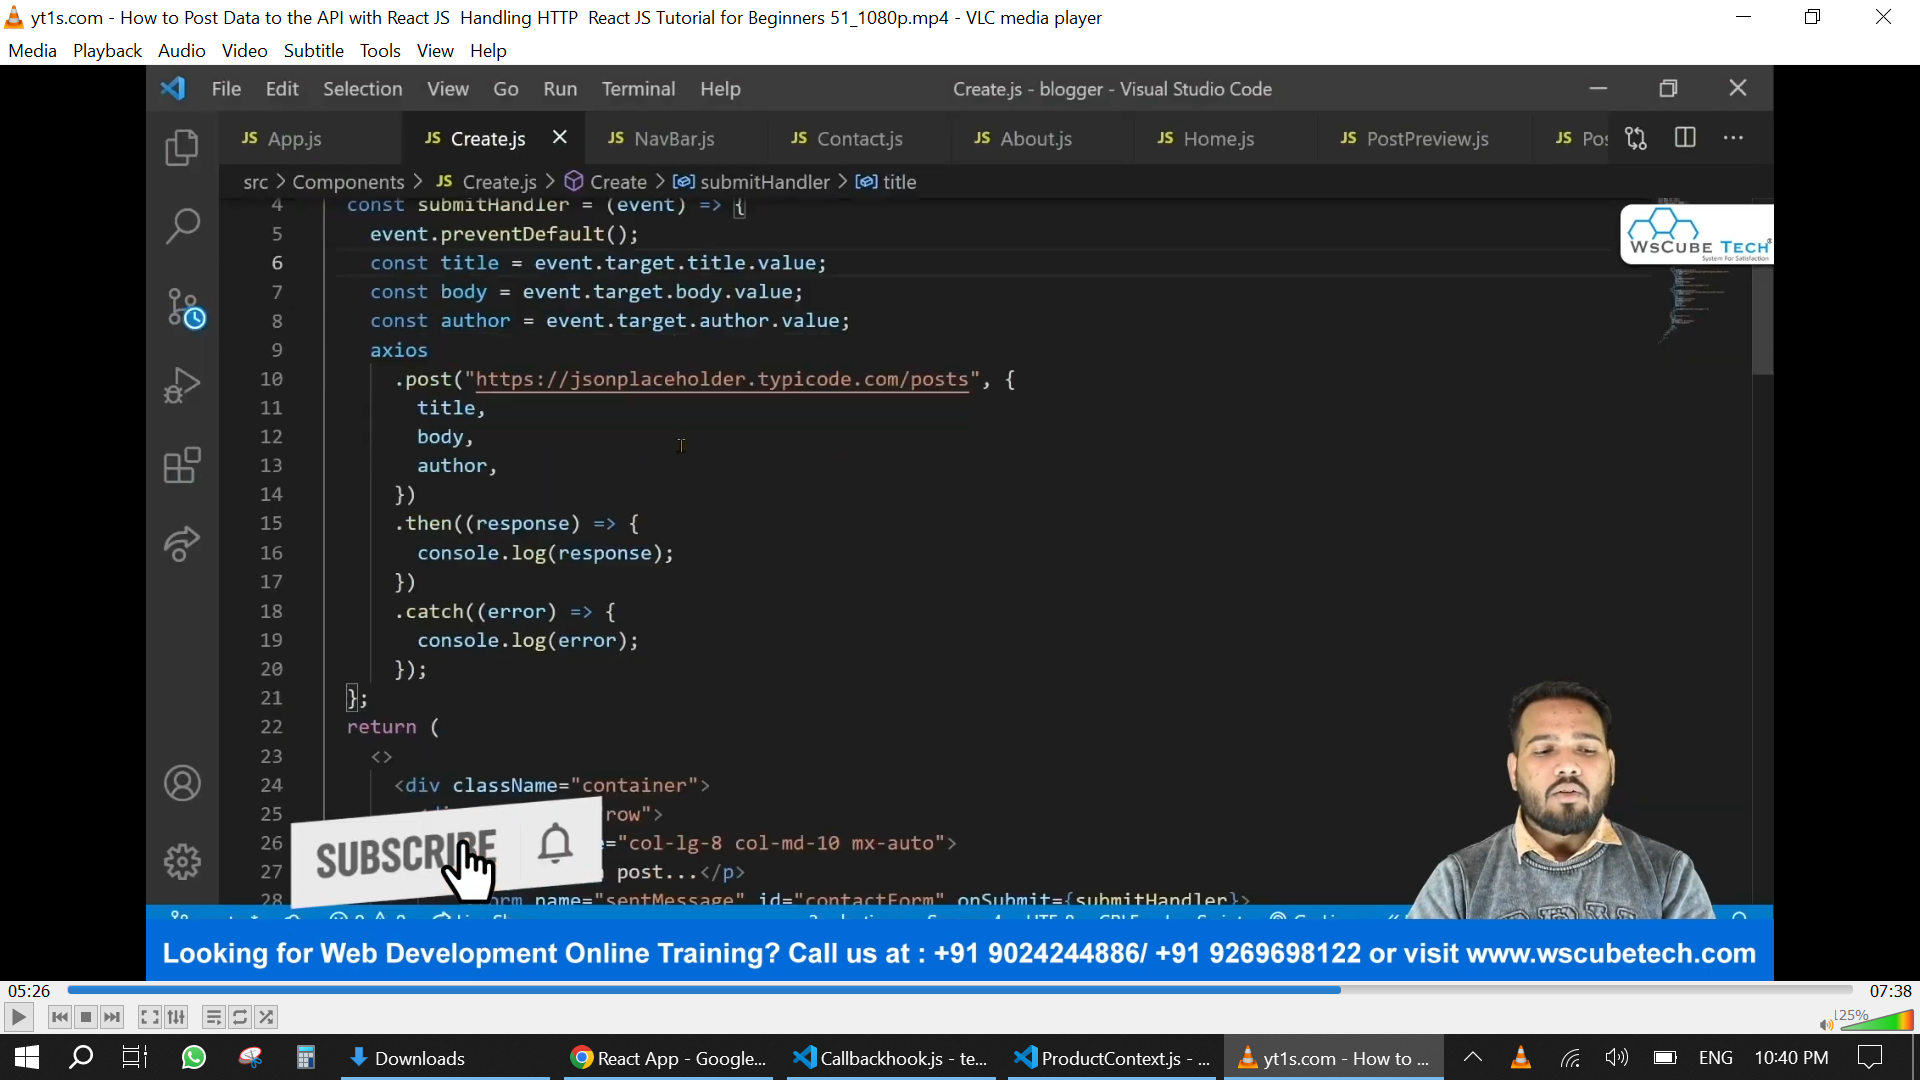 yt1s.com - How to Post Data to the API with React JS  Handling HTTP  React JS Tutorial for Beginners 51_1080p.mp4 - VLC media player
Media Playback Audio Video Subtitle Tools View Help
File Edit Selection View Go Run Terminal Help Create.js - blogger - Visual Studio Code
JS App.js JS Create.js JS NavBar.js JS Contact.js JS About.js JS Home.js JS PostPreview.js JS Pos
src > Components > JS Create.js > Create > submitHandler > title
4 const submitHandler = (event) => {
5 event.preventDefault();
6 const title = event.target.title.value;
7 const body = event.target.body.value;
8 const author = event.target.author.value;
9 axios
10 .post("https://jsonplaceholder.typicode.com/posts", {
11 title,
12 body,
13 author,
14 })
15 .then((response) => {
16 console.log(response);
17 })
18 .catch((error) => {
19 console.log(error);
20 });
21 };
22 return (
23 <>
24 <div className="container">
25 row">
26 ="col-lg-8 col-md-10 mx-auto">
27 post...</p>
28 name="sentMessage" id="contactForm" onSubmit={submitHandler}>
WsCube Tech
System For Satisfaction
SUBSCRIBE
Looking for Web Development Online Training? Call us at : +91 9024244886/ +91 9269698122 or visit www.wscubetech.com
05:26 07:38
125%
Downloads React App - Google... Callbackhook.js - te... ProductContext.js - ... yt1s.com - How to ... ENG 10:40 PM